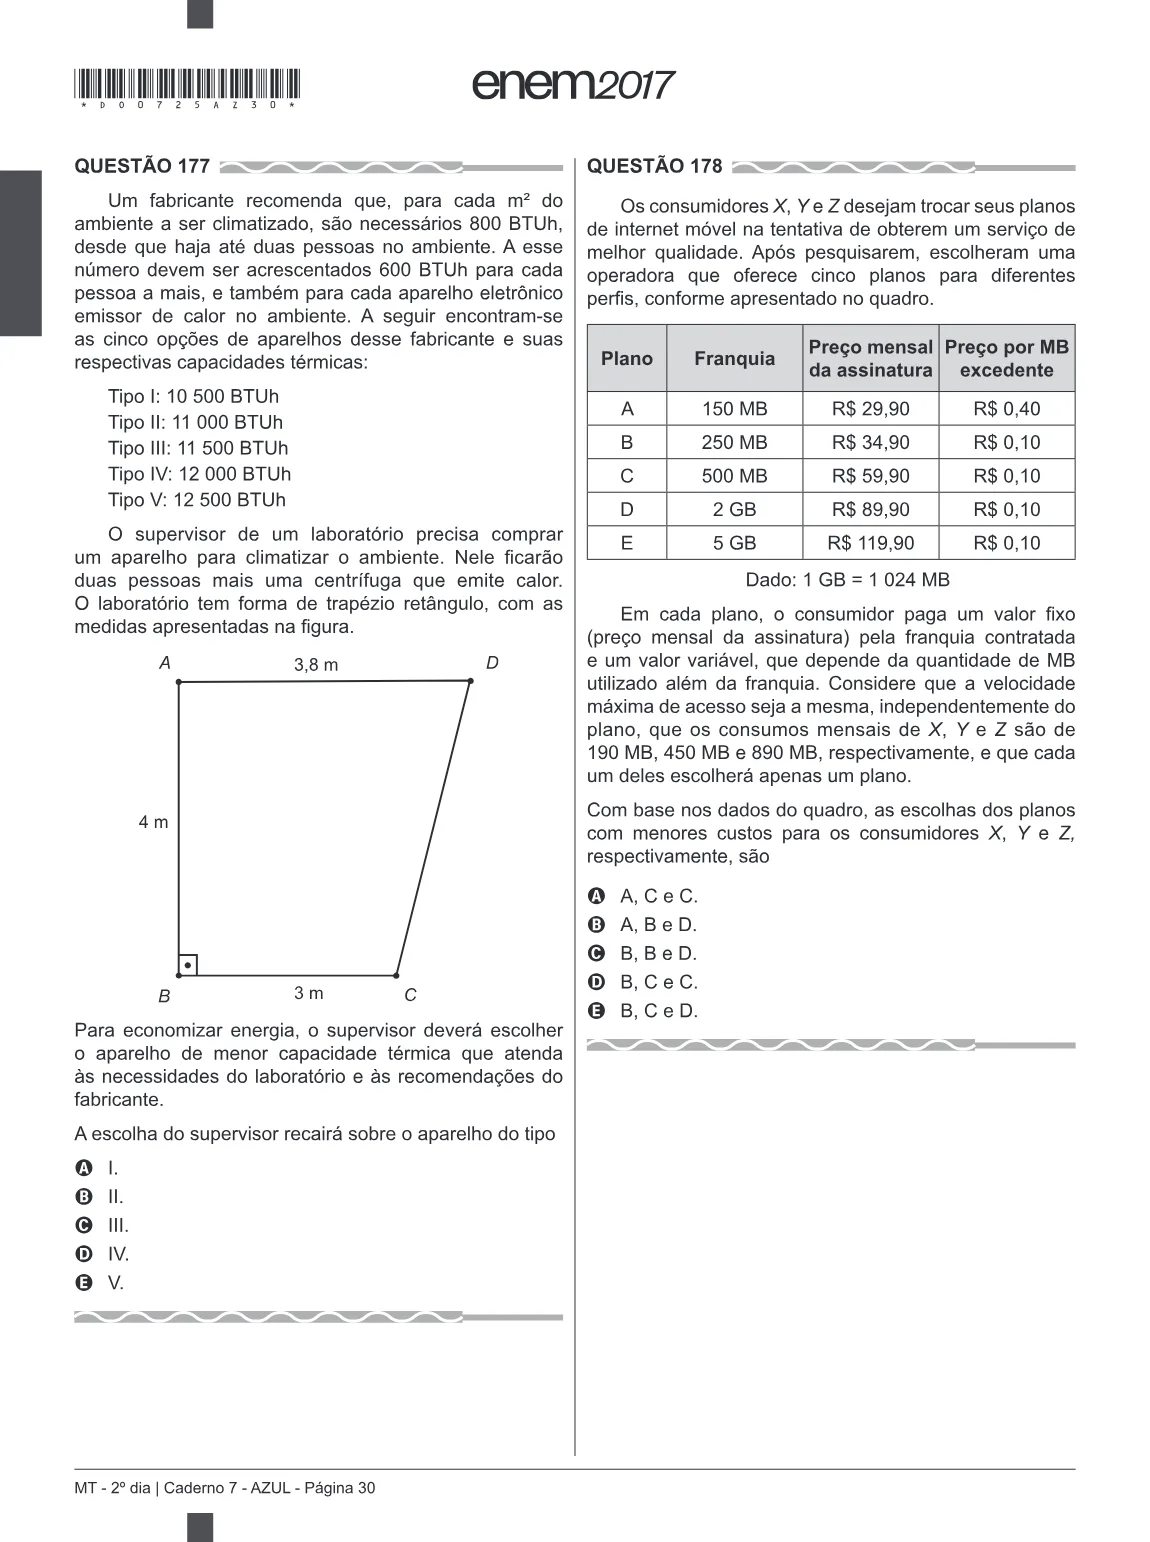 *D00725AZ30*
enem2017
QUESTÃO 177
Um fabricante recomenda que, para cada m² do
ambiente a ser climatizado, são necessários 800 BTUh,
desde que haja até duas pessoas no ambiente. A esse
número devem ser acrescentados 600 BTUh para cada
pessoa a mais, e também para cada aparelho eletrônico
emissor de calor no ambiente. A seguir encontram-se
as cinco opções de aparelhos desse fabricante e suas
respectivas capacidades térmicas:
Tipo I: 10 500 BTUh
Tipo II: 11 000 BTUh
Tipo III: 11 500 BTUh
Tipo IV: 12 000 BTUh
Tipo V: 12 500 BTUh
O supervisor de um laboratório precisa comprar
um aparelho para climatizar o ambiente. Nele ficarão
duas pessoas mais uma centrífuga que emite calor.
O laboratório tem forma de trapézio retângulo, com as
medidas apresentadas na figura.
A 3,8 m D
4 m
B 3 m C
Para economizar energia, o supervisor deverá escolher
o aparelho de menor capacidade térmica que atenda
às necessidades do laboratório e às recomendações do
fabricante.
A escolha do supervisor recairá sobre o aparelho do tipo
A I.
B II.
C III.
D IV.
E V.
QUESTÃO 178
Os consumidores X, Y e Z desejam trocar seus planos
de internet móvel na tentativa de obterem um serviço de
melhor qualidade. Após pesquisarem, escolheram uma
operadora que oferece cinco planos para diferentes
perfis, conforme apresentado no quadro.
Plano Franquia Preço mensal da assinatura Preço por MB excedente
A 150 MB R$ 29,90 R$ 0,40
B 250 MB R$ 34,90 R$ 0,10
C 500 MB R$ 59,90 R$ 0,10
D 2 GB R$ 89,90 R$ 0,10
E 5 GB R$ 119,90 R$ 0,10
Dado: 1 GB = 1 024 MB
Em cada plano, o consumidor paga um valor fixo
(preço mensal da assinatura) pela franquia contratada
e um valor variável, que depende da quantidade de MB
utilizado além da franquia. Considere que a velocidade
máxima de acesso seja a mesma, independentemente do
plano, que os consumos mensais de X, Y e Z são de
190 MB, 450 MB e 890 MB, respectivamente, e que cada
um deles escolherá apenas um plano.
Com base nos dados do quadro, as escolhas dos planos
com menores custos para os consumidores X, Y e Z,
respectivamente, são
A A, C e C.
B A, B e D.
C B, B e D.
D B, C e C.
E B, C e D.
MT - 2º dia | Caderno 7 - AZUL - Página 30